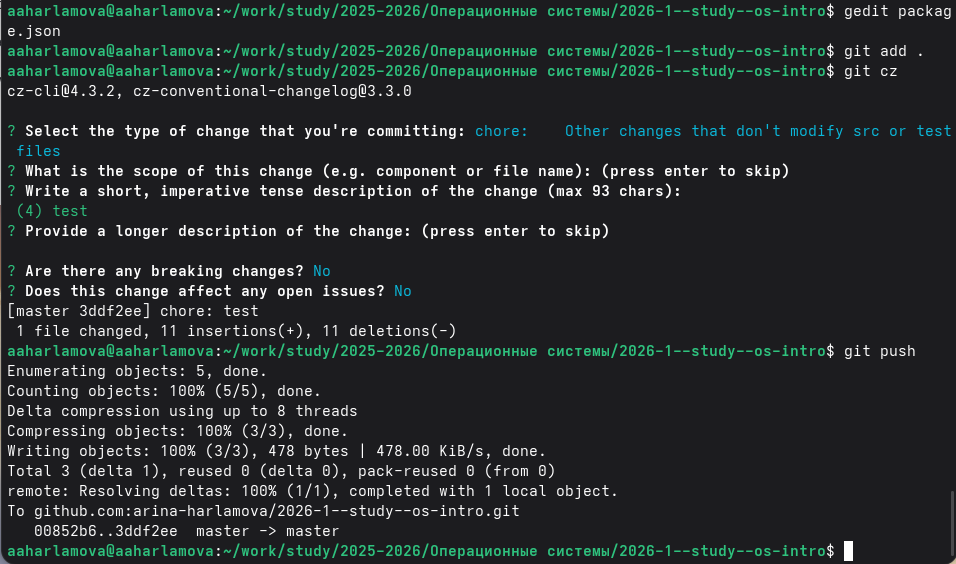 aaharlamova@aaharlamova:~/work/study/2025-2026/Операционные системы/2026-1--study--os-intro$ gedit packag
e.json
aaharlamova@aaharlamova:~/work/study/2025-2026/Операционные системы/2026-1--study--os-intro$ git add .
aaharlamova@aaharlamova:~/work/study/2025-2026/Операционные системы/2026-1--study--os-intro$ git cz
cz-cli@4.3.2, cz-conventional-changelog@3.3.0

? Select the type of change that you're committing: chore:    Other changes that don't modify src or test
 files
? What is the scope of this change (e.g. component or file name): (press enter to skip)
? Write a short, imperative tense description of the change (max 93 chars):
 (4) test
? Provide a longer description of the change: (press enter to skip)

? Are there any breaking changes? No
? Does this change affect any open issues? No
[master 3ddf2ee] chore: test
 1 file changed, 11 insertions(+), 11 deletions(-)
aaharlamova@aaharlamova:~/work/study/2025-2026/Операционные системы/2026-1--study--os-intro$ git push
Enumerating objects: 5, done.
Counting objects: 100% (5/5), done.
Delta compression using up to 8 threads
Compressing objects: 100% (3/3), done.
Writing objects: 100% (3/3), 478 bytes | 478.00 KiB/s, done.
Total 3 (delta 1), reused 0 (delta 0), pack-reused 0 (from 0)
remote: Resolving deltas: 100% (1/1), completed with 1 local object.
To github.com:arina-harlamova/2026-1--study--os-intro.git
   00852b6..3ddf2ee  master -> master
aaharlamova@aaharlamova:~/work/study/2025-2026/Операционные системы/2026-1--study--os-intro$